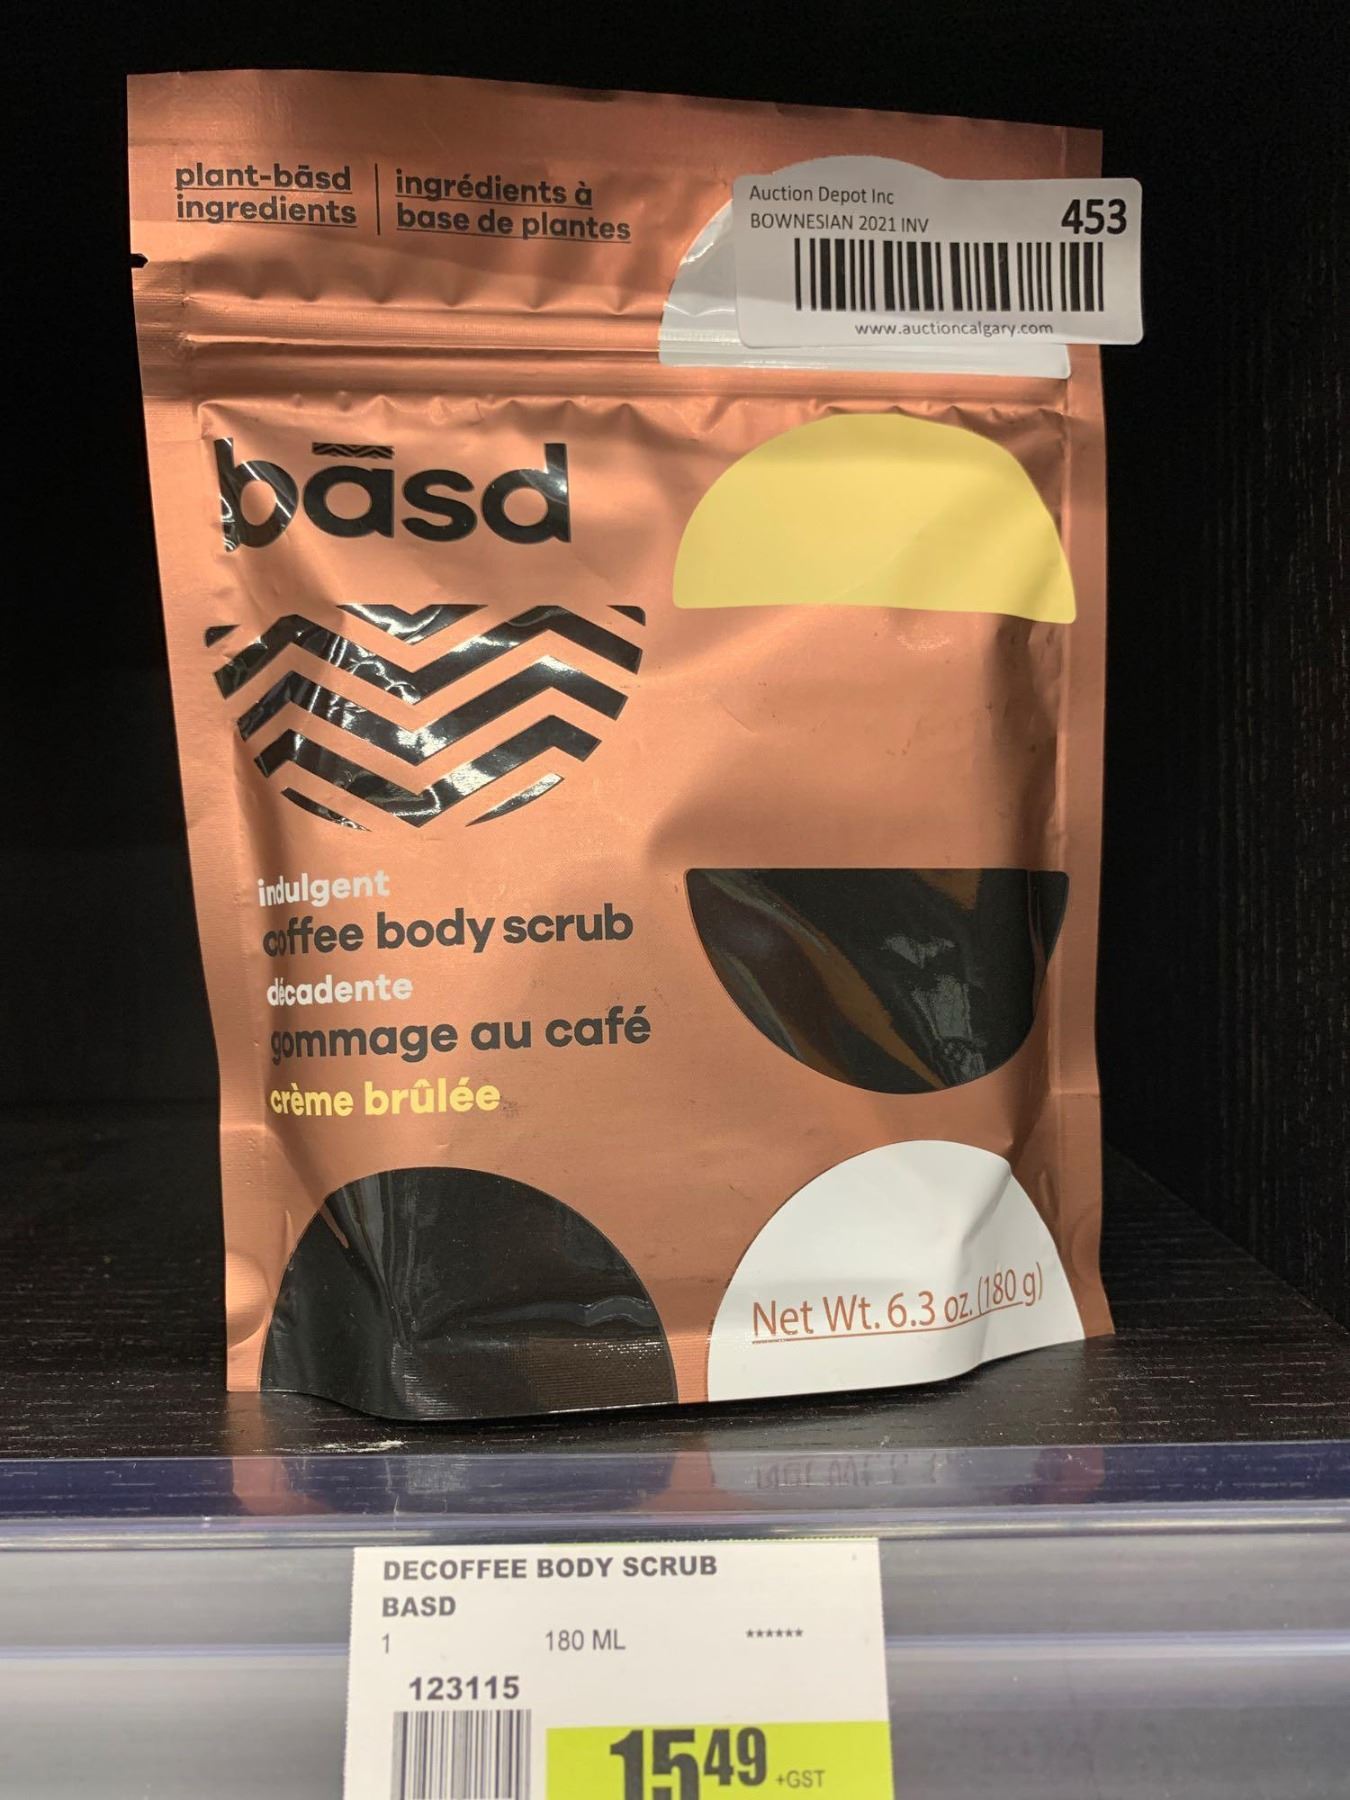 plant-bāsd
ingredients
ingrédients à
base de plantes
Auction Depot Inc
BOWNESIAN 2021 INV
453
www.auctioncalgary.com
bāsd
indulgent
coffee body scrub
décadente
gommage au café
crème brûlée
Net Wt. 6.3 oz. (180 g)
DECOFFEE BODY SCRUB
BASD
1 180 ML ******
123115
15 49 +GST